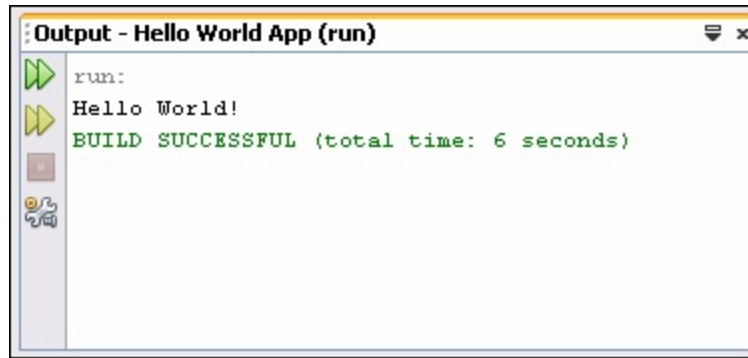 Output - Hello World App (run)
run:
Hello World!
BUILD SUCCESSFUL (total time: 6 seconds)